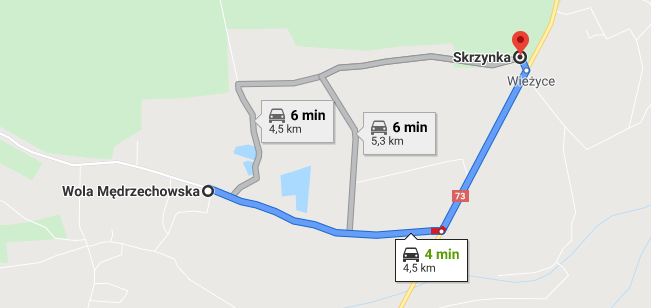 Skrzynka
Wieżyce
6 min
4,5 km
6 min
5,3 km
Wola Mędrzechowska
73
4 min
4,5 km